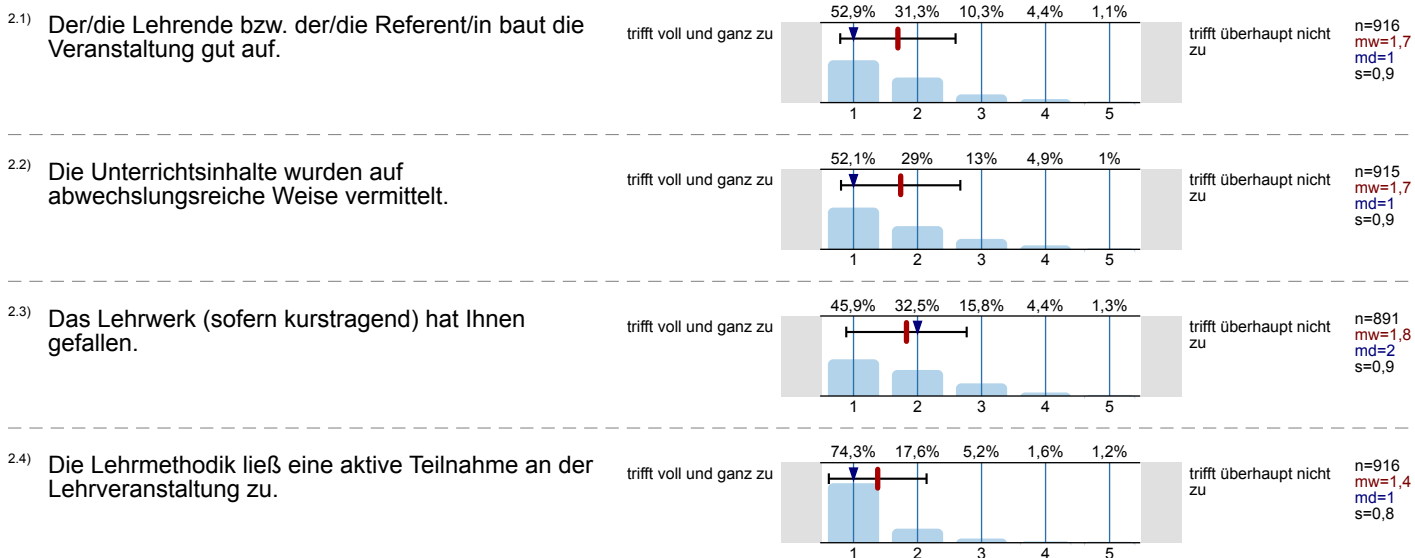 2.1) Der/die Lehrende bzw. der/die Referent/in baut die
Veranstaltung gut auf.
trifft voll und ganz zu
52,9% 31,3% 10,3% 4,4% 1,1%
1 2 3 4 5
trifft überhaupt nicht
zu
n=916
mw=1,7
md=1
s=0,9
2.2) Die Unterrichtsinhalte wurden auf
abwechslungsreiche Weise vermittelt.
trifft voll und ganz zu
52,1% 29% 13% 4,9% 1%
1 2 3 4 5
trifft überhaupt nicht
zu
n=915
mw=1,7
md=1
s=0,9
2.3) Das Lehrwerk (sofern kurstragend) hat Ihnen
gefallen.
trifft voll und ganz zu
45,9% 32,5% 15,8% 4,4% 1,3%
1 2 3 4 5
trifft überhaupt nicht
zu
n=891
mw=1,8
md=2
s=0,9
2.4) Die Lehrmethodik ließ eine aktive Teilnahme an der
Lehrveranstaltung zu.
trifft voll und ganz zu
74,3% 17,6% 5,2% 1,6% 1,2%
1 2 3 4 5
trifft überhaupt nicht
zu
n=916
mw=1,4
md=1
s=0,8